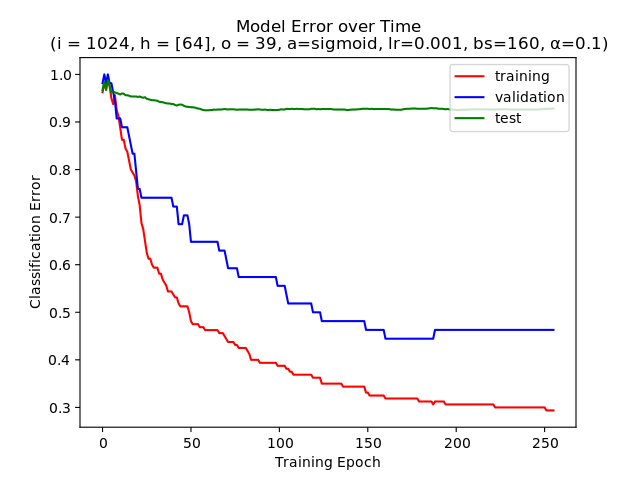 Model Error over Time
(i = 1024, h = [64], o = 39, a=sigmoid, lr=0.001, bs=160, α=0.1)
training
validation
test
Classification Error
1.0
0.9
0.8
0.7
0.6
0.5
0.4
0.3
0 50 100 150 200 250
Training Epoch